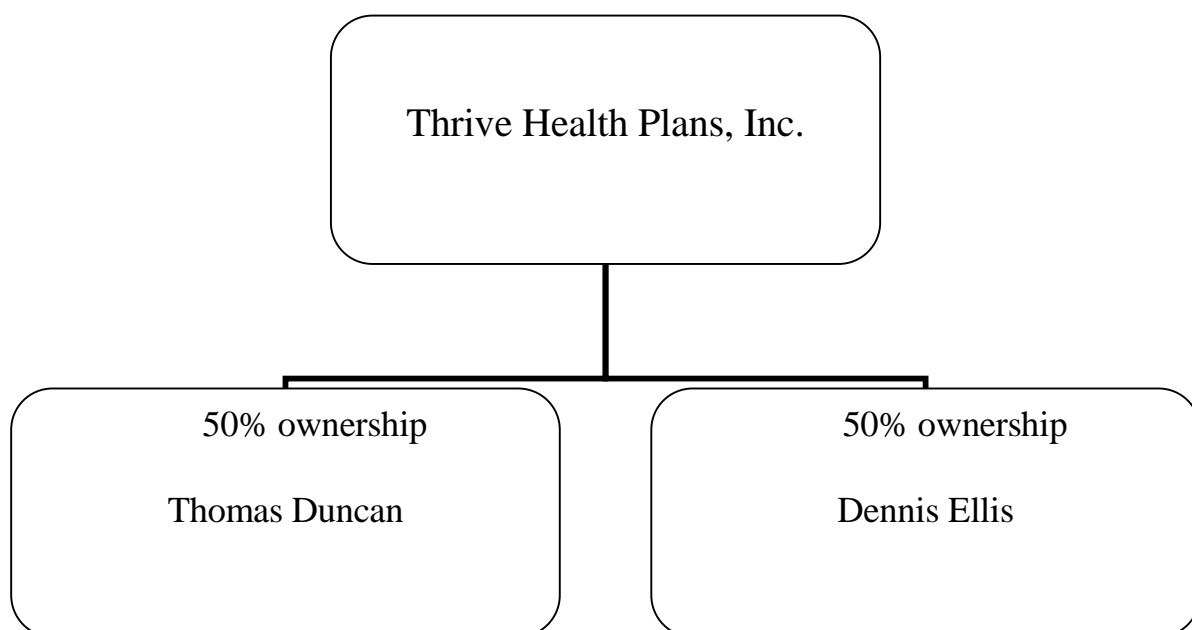 Thrive Health Plans, Inc.
50% ownership
Thomas Duncan
50% ownership
Dennis Ellis